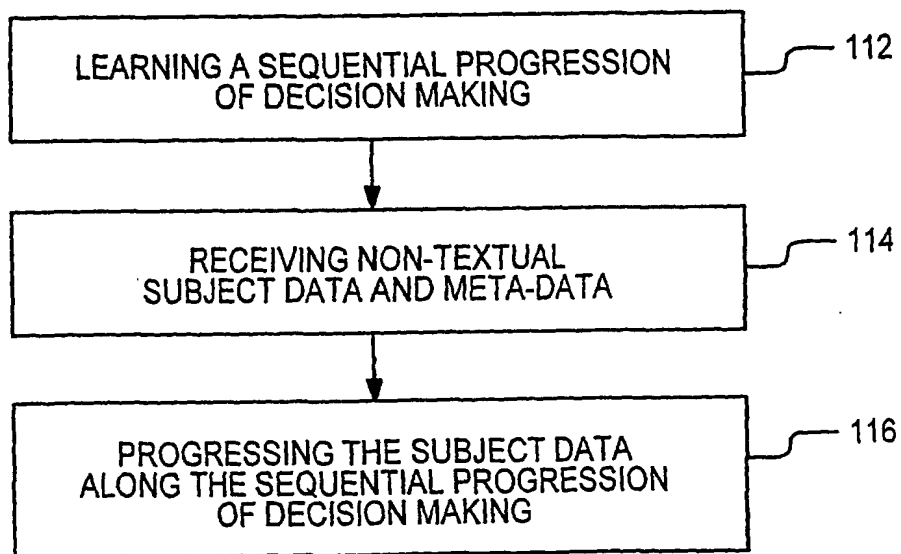 LEARNING A SEQUENTIAL PROGRESSION
OF DECISION MAKING
112
RECEIVING NON-TEXTUAL
SUBJECT DATA AND META-DATA
114
PROGRESSING THE SUBJECT DATA
ALONG THE SEQUENTIAL PROGRESSION
OF DECISION MAKING
116